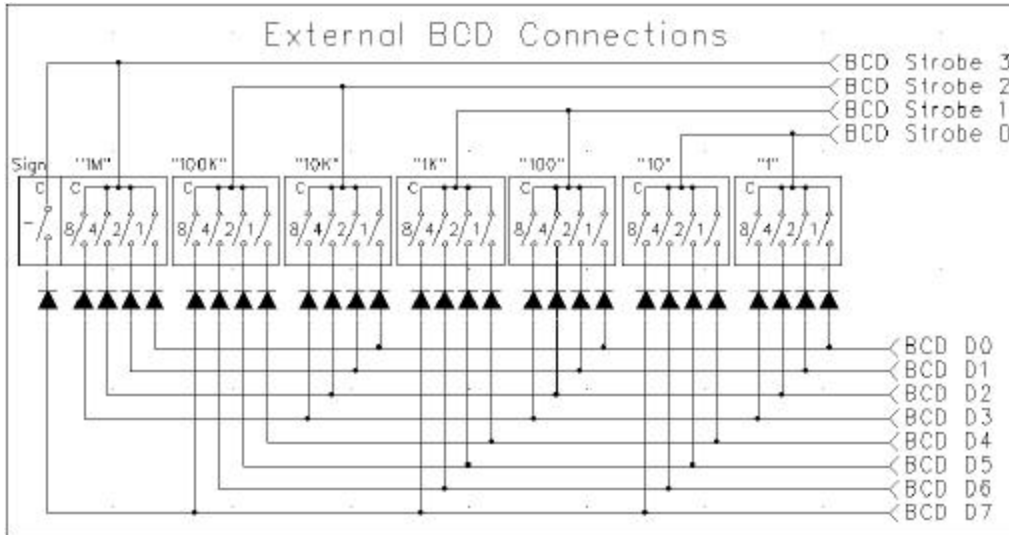 External BCD Connections
BCD Strobe 3
BCD Strobe 2
BCD Strobe 1
BCD Strobe 0
Sign "1M" "100K" "10K" "1K" "100" "10" "1"
C C C C C C C C
- 8 4 2 1 8 4 2 1 8 4 2 1 8 4 2 1 8 4 2 1 8 4 2 1 8 4 2 1
BCD D0
BCD D1
BCD D2
BCD D3
BCD D4
BCD D5
BCD D6
BCD D7